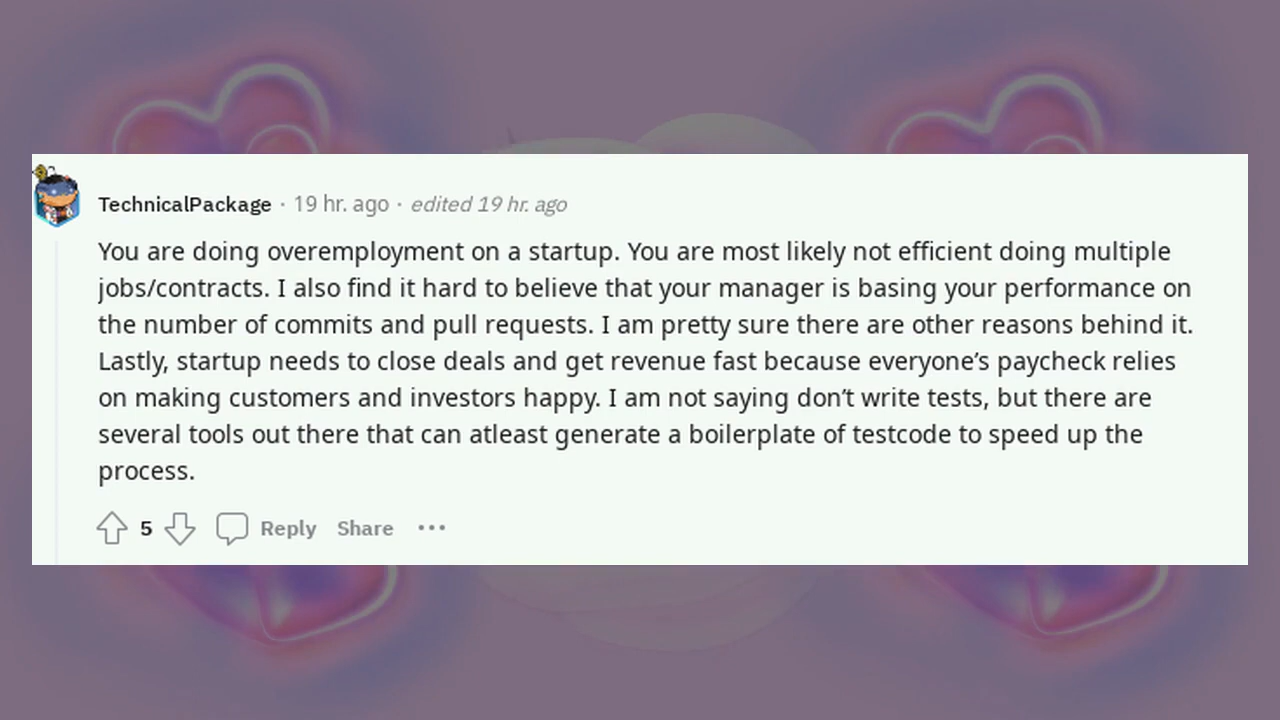 TechnicalPackage · 19 hr. ago · edited 19 hr. ago
You are doing overemployment on a startup. You are most likely not efficient doing multiple
jobs/contracts. I also find it hard to believe that your manager is basing your performance on
the number of commits and pull requests. I am pretty sure there are other reasons behind it.
Lastly, startup needs to close deals and get revenue fast because everyone’s paycheck relies
on making customers and investors happy. I am not saying don’t write tests, but there are
several tools out there that can atleast generate a boilerplate of testcode to speed up the
process.
5 Reply Share ···